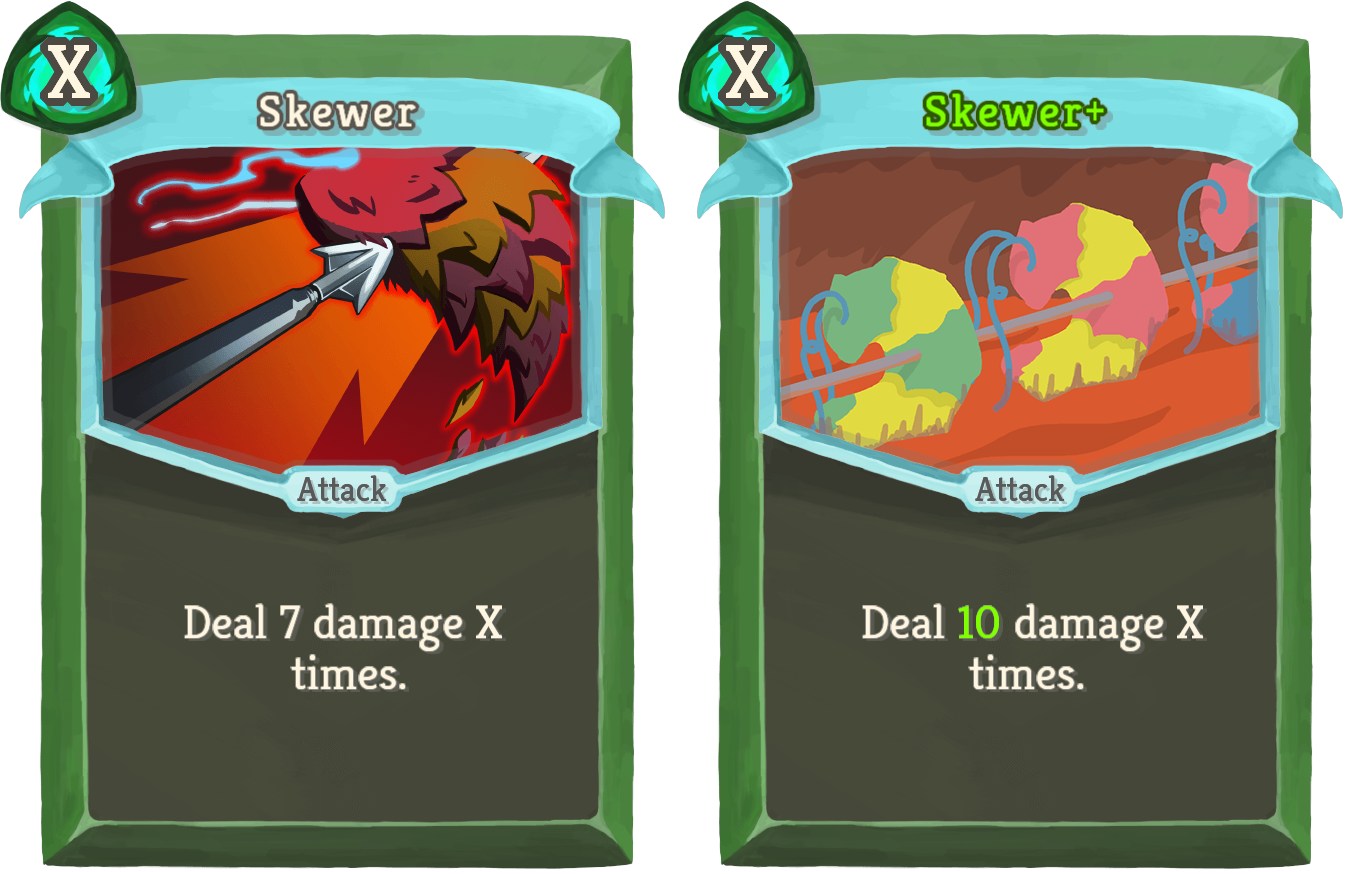 X
Skewer
Attack
Deal 7 damage X
times.
X
Skewer+
Attack
Deal 10 damage X
times.